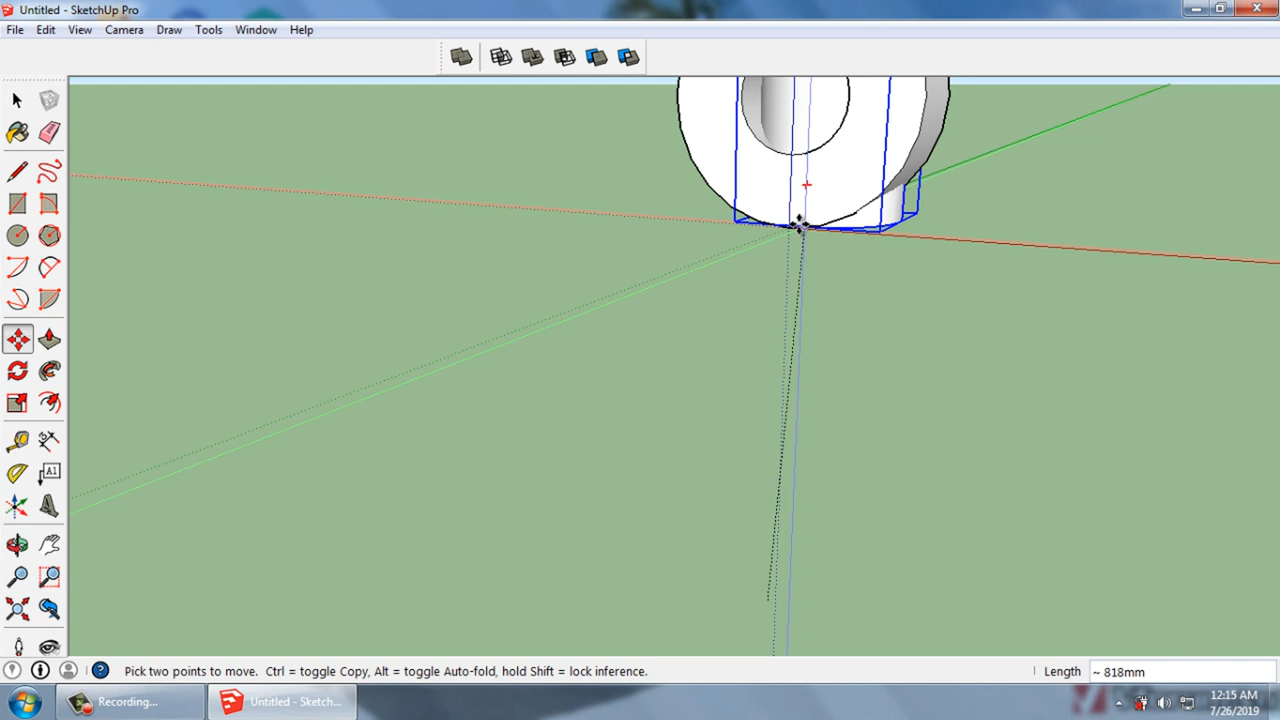 Untitled - SketchUp Pro
File Edit View Camera Draw Tools Window Help
A1
Pick two points to move. Ctrl = toggle Copy, Alt = toggle Auto-fold, hold Shift = lock inference.
Length ~ 818mm
Recording...
Untitled - Sketch...
12:15 AM
7/26/2019